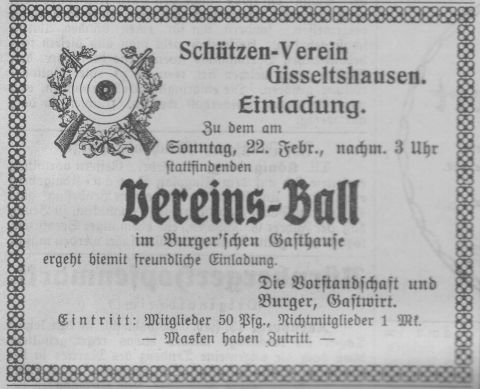 Schützen-Verein
Gisseltshausen.
Einladung.
Zu dem am
Sonntag, 22. Febr., nachm. 3 Uhr
stattfindenden
Vereins-Ball
im Burger'schen Gasthause
ergeht hiemit freundliche Einladung.
Die Vorstandschaft und
Burger, Gastwirt.
Eintritt: Mitglieder 50 Pfg., Nichtmitglieder 1 Mk.
— Masken haben Zutritt. —